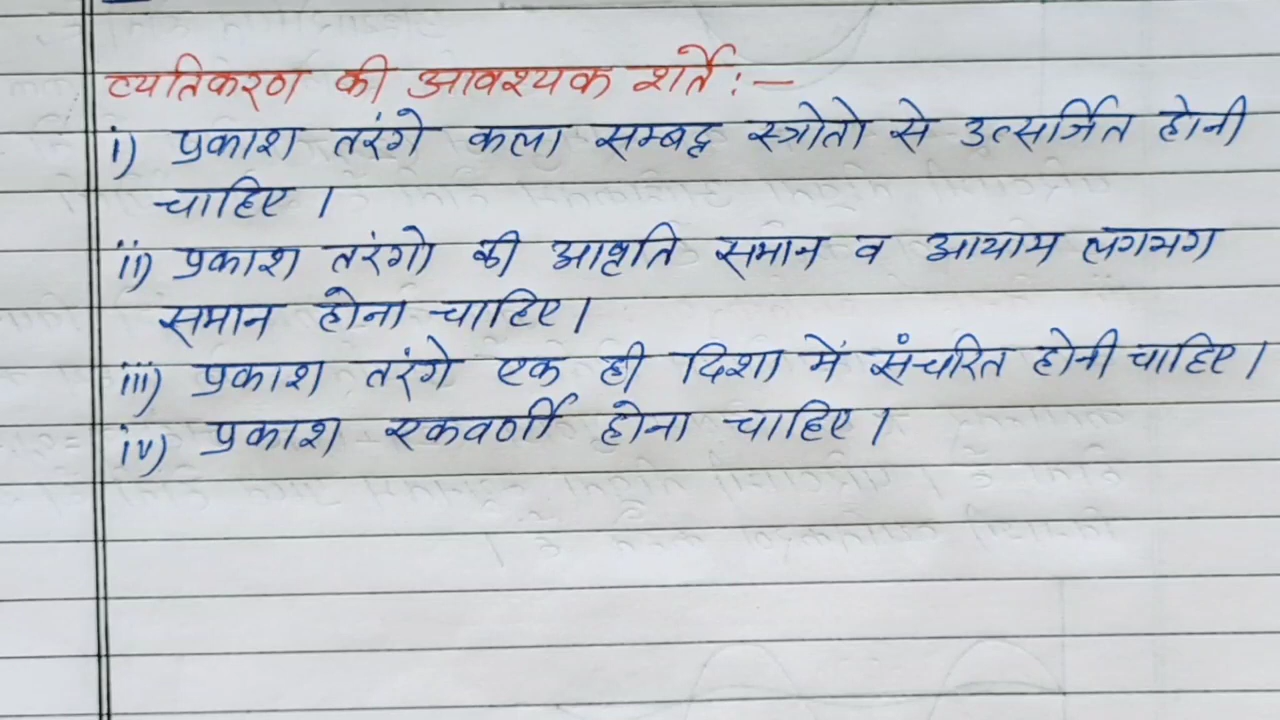 व्यतिकरण की आवश्यक शर्ते :-
i) प्रकाश तरंगे कला सम्बद्ध स्त्रोतो से उत्सर्जित होनी
चाहिए ।
ii) प्रकाश तरंगो की आवृति समान व आयाम लगभग
समान होना चाहिए ।
iii) प्रकाश तरंगे एक ही दिशा में संचरित होनी चाहिए ।
iv) प्रकाश एकवर्णी होना चाहिए ।